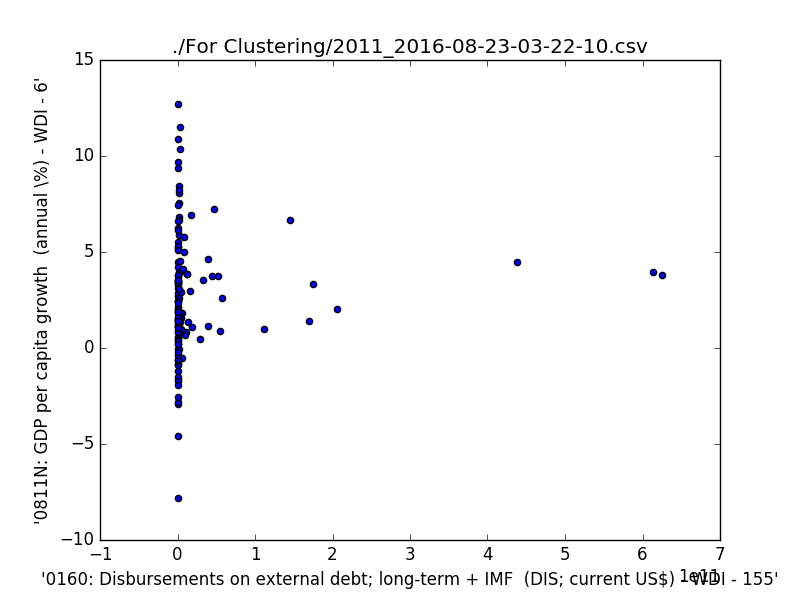 ./For Clustering/2011_2016-08-23-03-22-10.csv
15
10
5
0
−5
−10
'0811N: GDP per capita growth  (annual \%) - WDI - 6'
−1 0 1 2 3 4 5 6 7
1e11
'0160: Disbursements on external debt; long-term + IMF  (DIS; current US$) - WDI - 155'